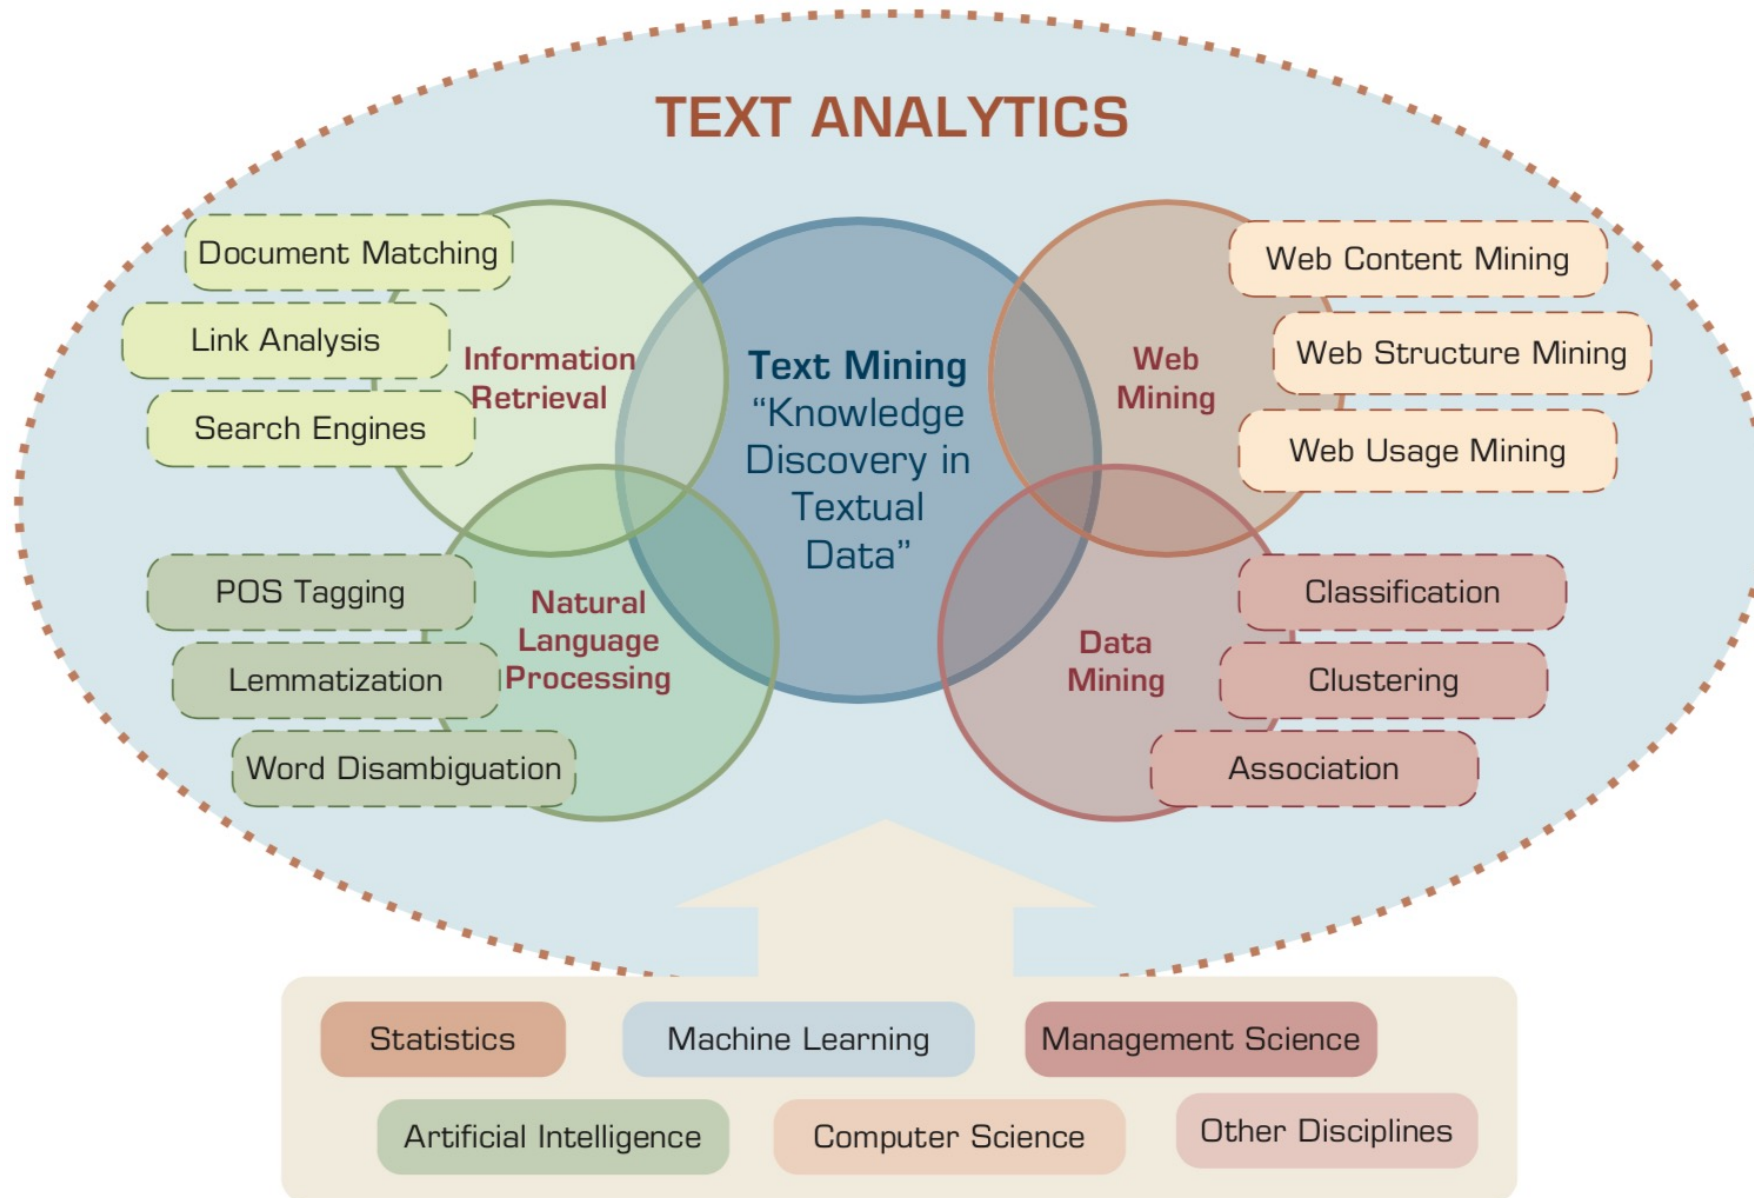 TEXT ANALYTICS
Document Matching
Link Analysis
Search Engines
Information
Retrieval
POS Tagging
Lemmatization
Word Disambiguation
Natural
Language
Processing
Text Mining
“Knowledge
Discovery in
Textual
Data”
Web
Mining
Web Content Mining
Web Structure Mining
Web Usage Mining
Data
Mining
Classification
Clustering
Association
Statistics
Machine Learning
Management Science
Artificial Intelligence
Computer Science
Other Disciplines